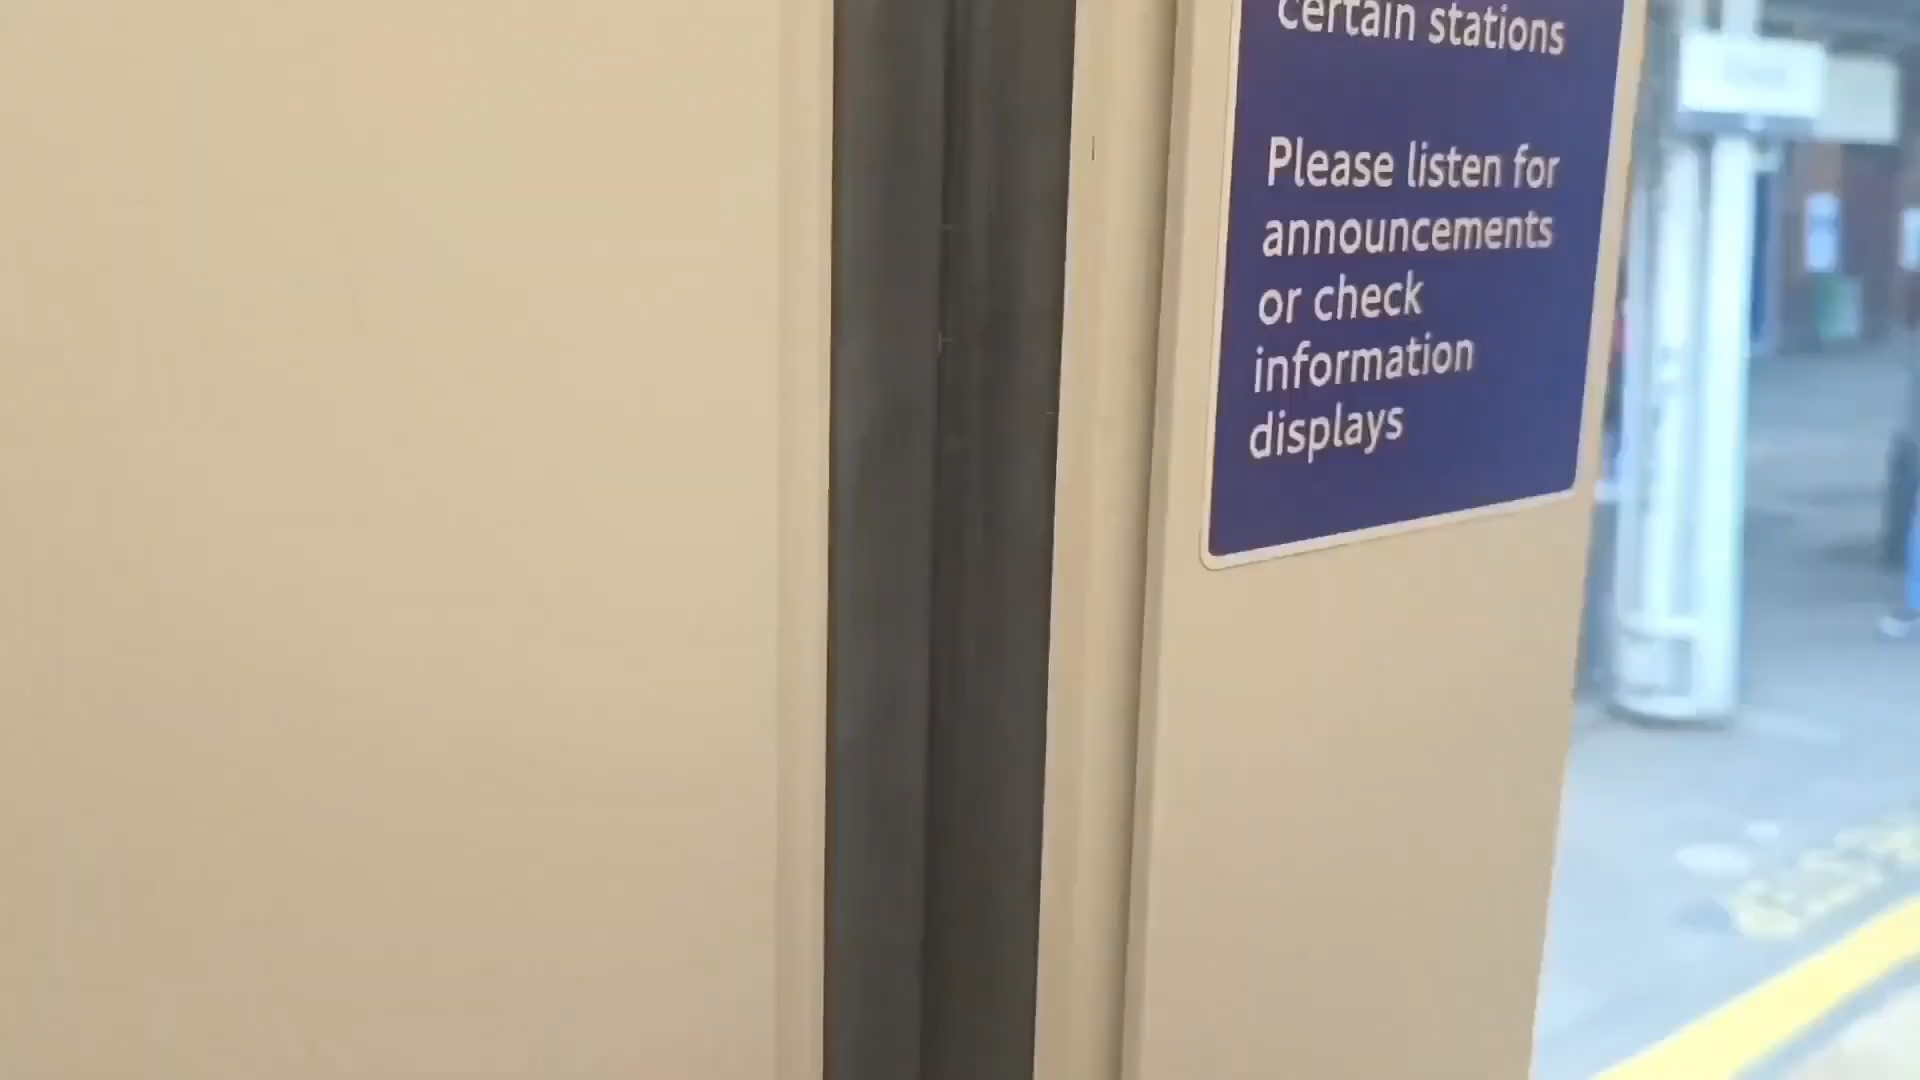 certain stations
Please listen for
announcements
or check
information
displays